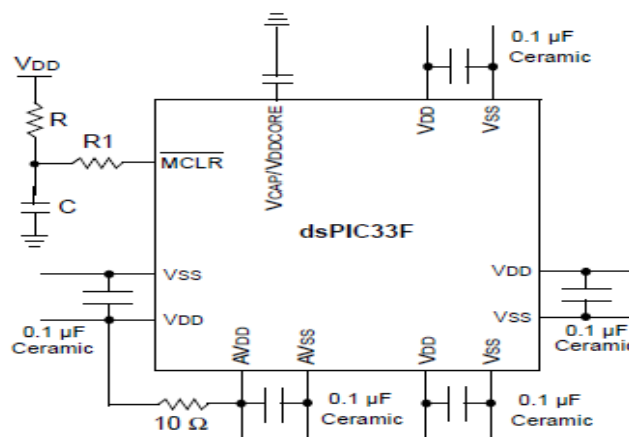 0.1 µF
Ceramic
VDD
R
R1
MCLR
C
VCAP/VDDCORE
VDD
VSS
dsPIC33F
VSS
VDD
0.1 µF
Ceramic
VDD
VSS
0.1 µF
Ceramic
AVDD
AVSS
VDD
VSS
10 Ω
0.1 µF
Ceramic
0.1 µF
Ceramic